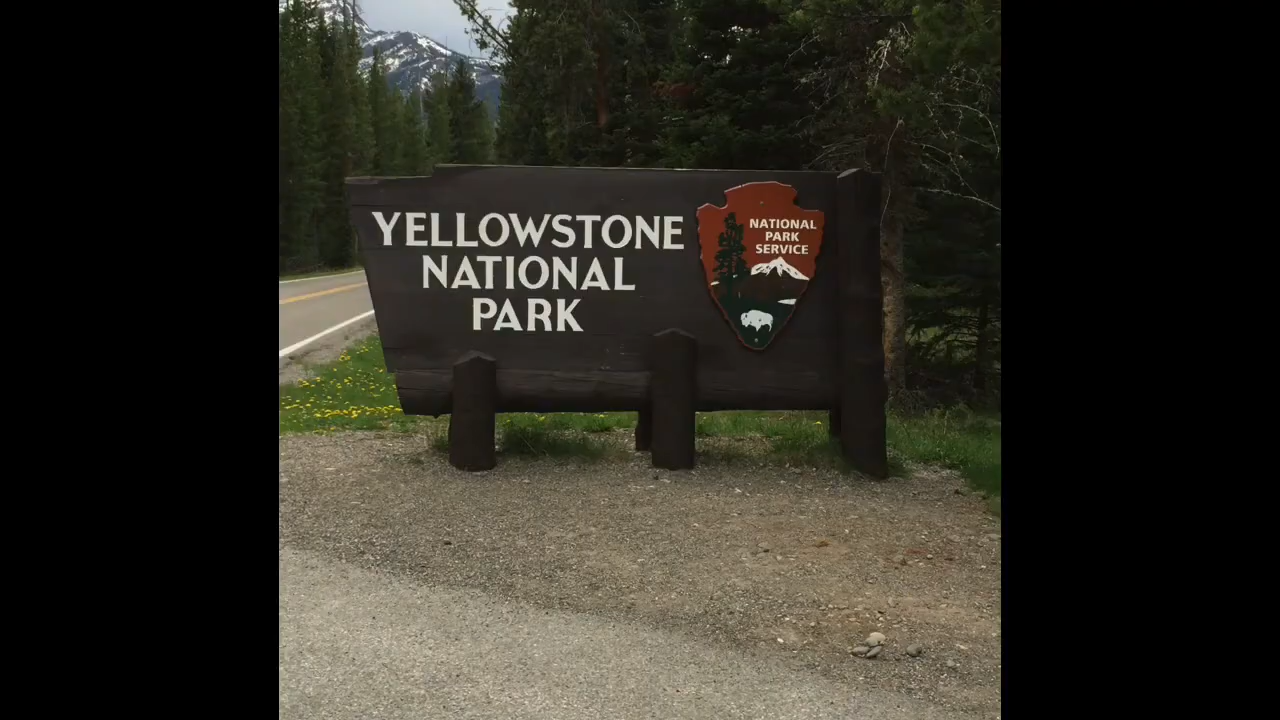 YELLOWSTONE
NATIONAL
PARK
NATIONAL
PARK
SERVICE